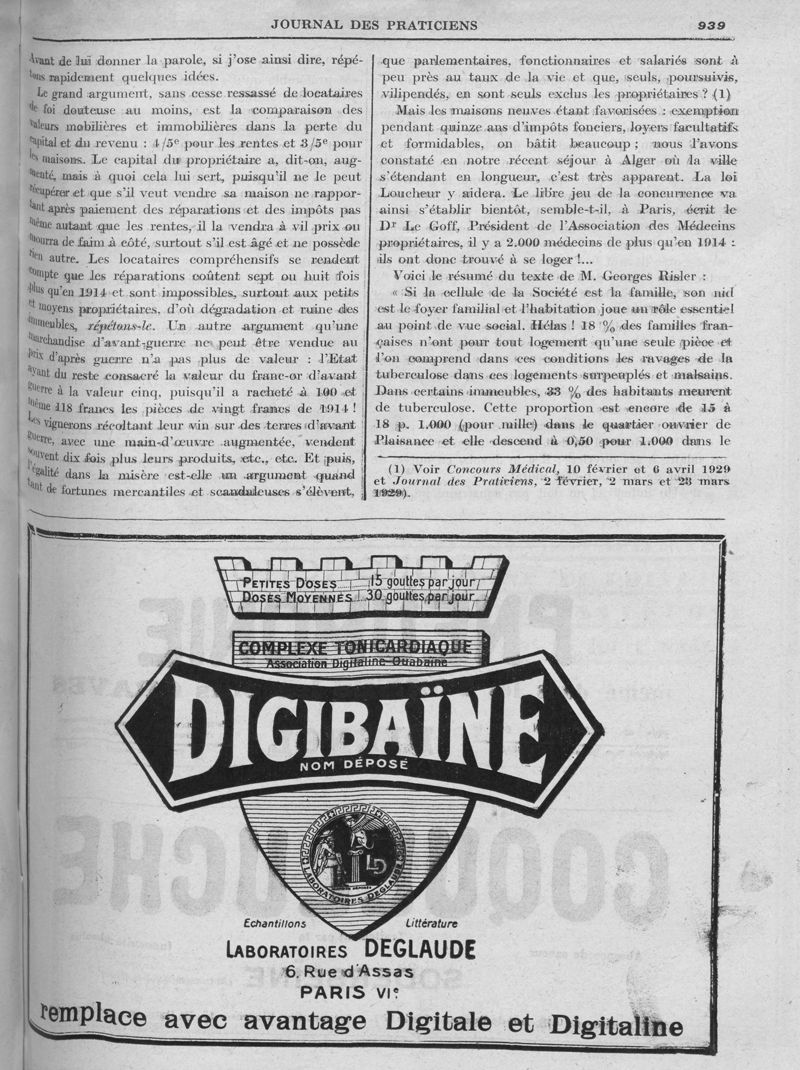 JOURNAL DES PRATICIENS
939
Avant de lui donner la parole, si j'ose ainsi dire, répé-
tons rapidement quelques idées.
Le grand argument, sans cesse ressassé de locataires
de foi douteuse au moins, est la comparaison des
valeurs mobilières et immobilières dans la perte du
capital et du revenu : 4/5e pour les rentes et 3/5e pour
les maisons. Le capital du propriétaire a, dit-on, aug-
menté, mais à quoi cela lui sert, puisqu'il ne le peut
récupérer et que s'il veut vendre sa maison ne rappor-
tant après paiement des réparations et des impôts pas
même autant que les rentes, il la vendra à vil prix ou
mourra de faim à côté, surtout s'il est âgé et ne possède
rien autre. Les locataires compréhensifs se rendent
compte que les réparations coûtent sept ou huit fois
plus qu'en 1914 et sont impossibles, surtout aux petits
et moyens propriétaires, d'où dégradation et ruine des
immeubles, répétons-le. Un autre argument qu'une
marchandise d'avant-guerre ne peut être vendue au
prix d'après guerre n'a pas plus de valeur : l'Etat
ayant du reste consacré la valeur du franc-or d'avant
guerre à la valeur cinq, puisqu'il a racheté à 100 et
même 118 francs les pièces de vingt francs de 1914 !
Les vignerons récoltant leur vin sur des terres d'avant
guerre, avec une main-d'œuvre augmentée, vendent
souvent dix fois plus leurs produits, etc., etc. Et puis,
l'égalité dans la misère est-elle un argument quand
tant de fortunes mercantiles et scandaleuses s'élèvent,
que parlementaires, fonctionnaires et salariés sont à
peu près au taux de la vie et que, seuls, poursuivis,
vilipendés, en sont seuls exclus les propriétaires ? (1)
Mais les maisons neuves étant favorisées : exemption
pendant quinze ans d'impôts fonciers, loyers facultatifs
et formidables, on bâtit beaucoup ; nous l'avons
constaté en notre récent séjour à Alger où la ville
s'étendant en longueur, c'est très apparent. La loi
Loucheur y aidera. Le libre jeu de la concurrence va
ainsi s'établir bientôt, semble-t-il, à Paris, écrit le
Dr Le Goff, Président de l'Association des Médecins
propriétaires, il y a 2.000 médecins de plus qu'en 1914 :
ils ont donc trouvé à se loger !...
Voici le résumé du texte de M. Georges Risler :
« Si la cellule de la Société est la famille, son nid
est le foyer familial et l'habitation joue un rôle essentiel
au point de vue social. Hélas ! 18 % des familles fran-
çaises n'ont pour tout logement qu'une seule pièce et
l'on comprend dans ces conditions les ravages de la
tuberculose dans ces logements surpeuplés et malsains.
Dans certains immeubles, 33 % des habitants meurent
de tuberculose. Cette proportion est encore de 15 à
18 p. 1.000 (pour mille) dans le quartier ouvrier de
Plaisance et elle descend à 0,50 pour 1.000 dans le
(1) Voir Concours Médical, 10 février et 6 avril 1929
et Journal des Praticiens, 2 février, 2 mars et 23 mars
1929).
PETITES DOSES 15 gouttes par jour
DOSES MOYENNES 30 gouttes par jour
COMPLEXE TONICARDIAQUE
Association Digitaline Ouabaïne
DIGIBAÏNE
NOM DÉPOSÉ
LD
LABORATOIRES DEGLAUDE
Echantillons
Littérature
LABORATOIRES DEGLAUDE
6, Rue d'Assas
PARIS VIe
remplace avec avantage Digitale et Digitaline